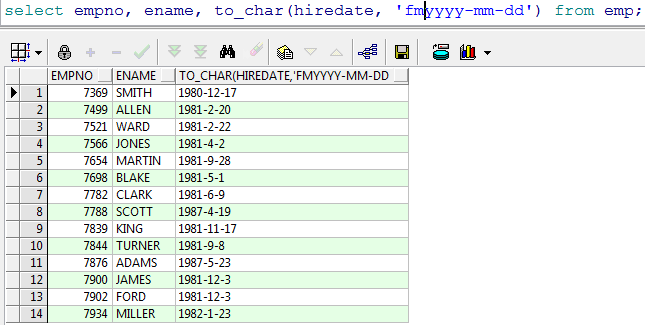 select empno, ename, to_char(hiredate, 'fmyyyy-mm-dd') from emp;
EMPNO ENAME TO_CHAR(HIREDATE,'FMYYYY-MM-DD
1 7369 SMITH 1980-12-17
2 7499 ALLEN 1981-2-20
3 7521 WARD 1981-2-22
4 7566 JONES 1981-4-2
5 7654 MARTIN 1981-9-28
6 7698 BLAKE 1981-5-1
7 7782 CLARK 1981-6-9
8 7788 SCOTT 1987-4-19
9 7839 KING 1981-11-17
10 7844 TURNER 1981-9-8
11 7876 ADAMS 1987-5-23
12 7900 JAMES 1981-12-3
13 7902 FORD 1981-12-3
14 7934 MILLER 1982-1-23